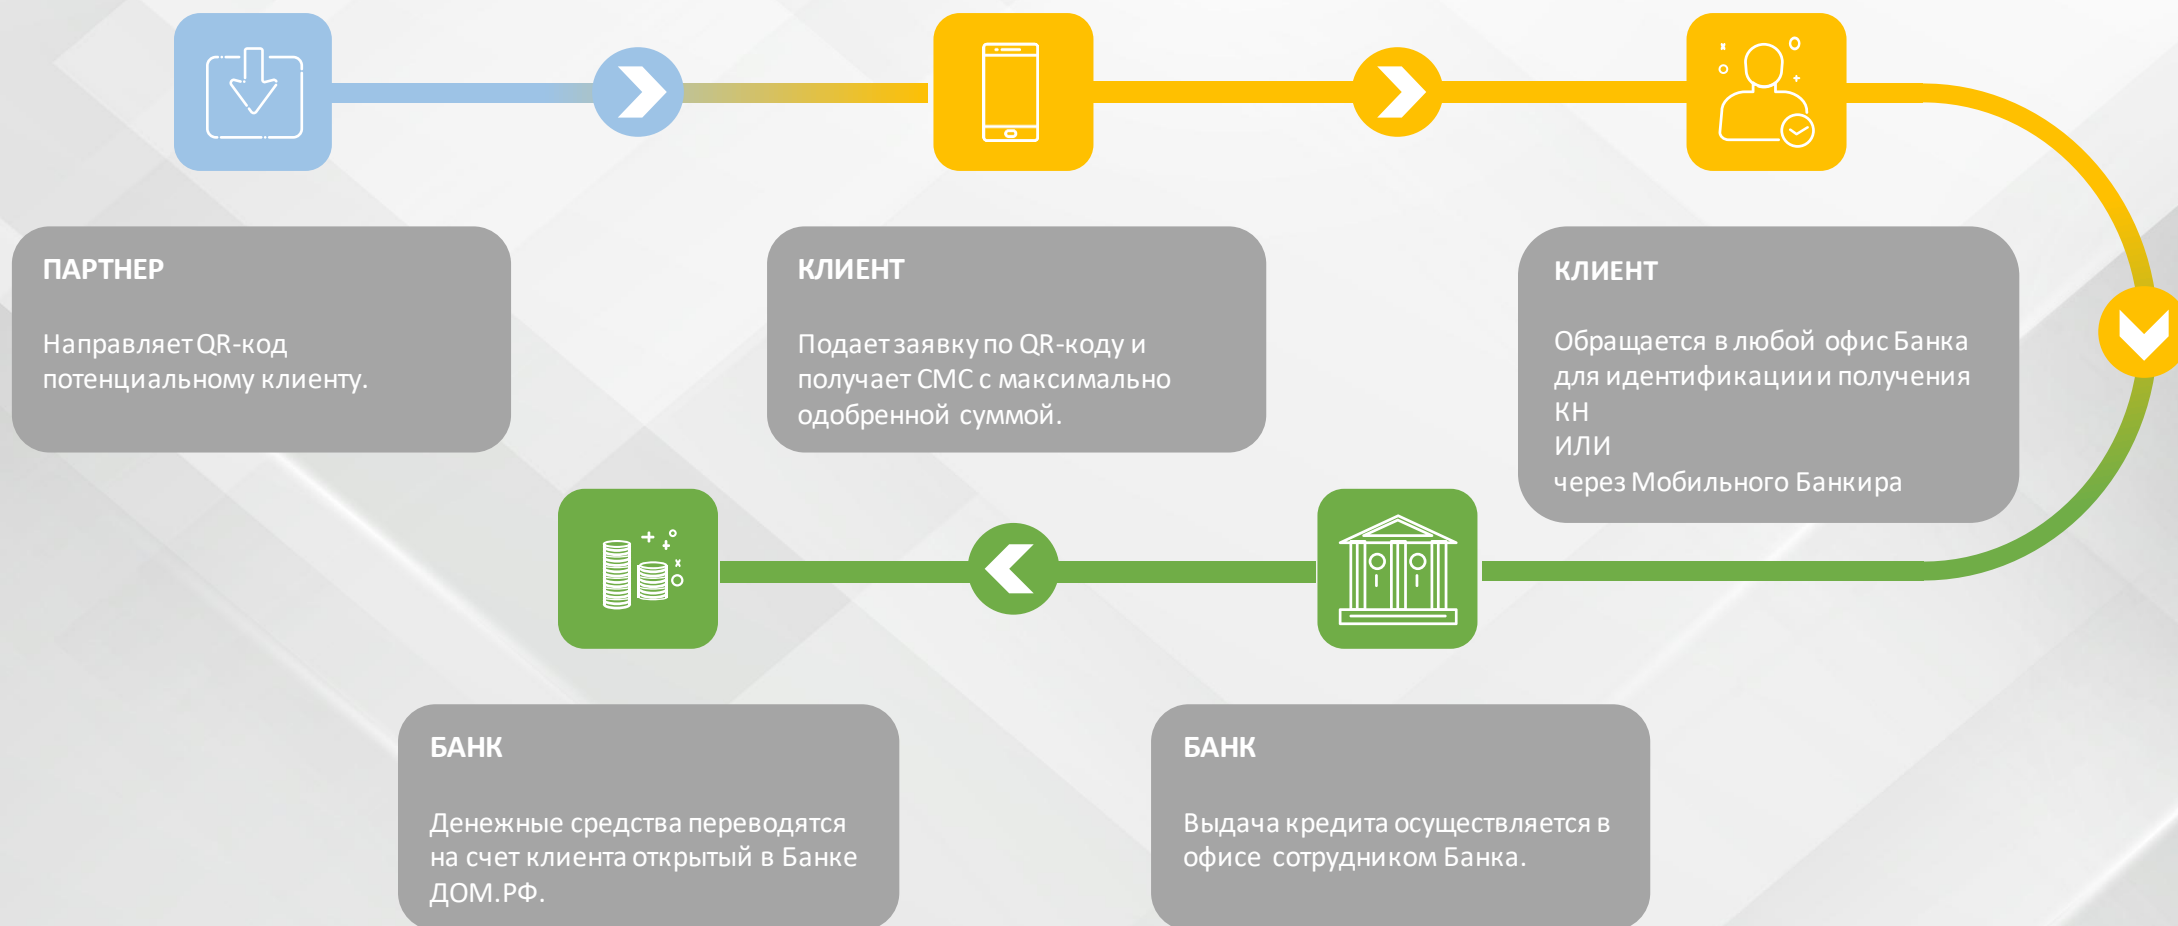 ПАРТНЕР
Направляет QR-код
потенциальному клиенту.
КЛИЕНТ
Подает заявку по QR-коду и
получает СМС с максимально
одобренной суммой.
КЛИЕНТ
Обращается в любой офис Банка
для идентификации и получения
КН
ИЛИ
через Мобильного Банкира
БАНК
Денежные средства переводятся
на счет клиента открытый в Банке
ДОМ.РФ.
БАНК
Выдача кредита осуществляется в
офисе сотрудником Банка.